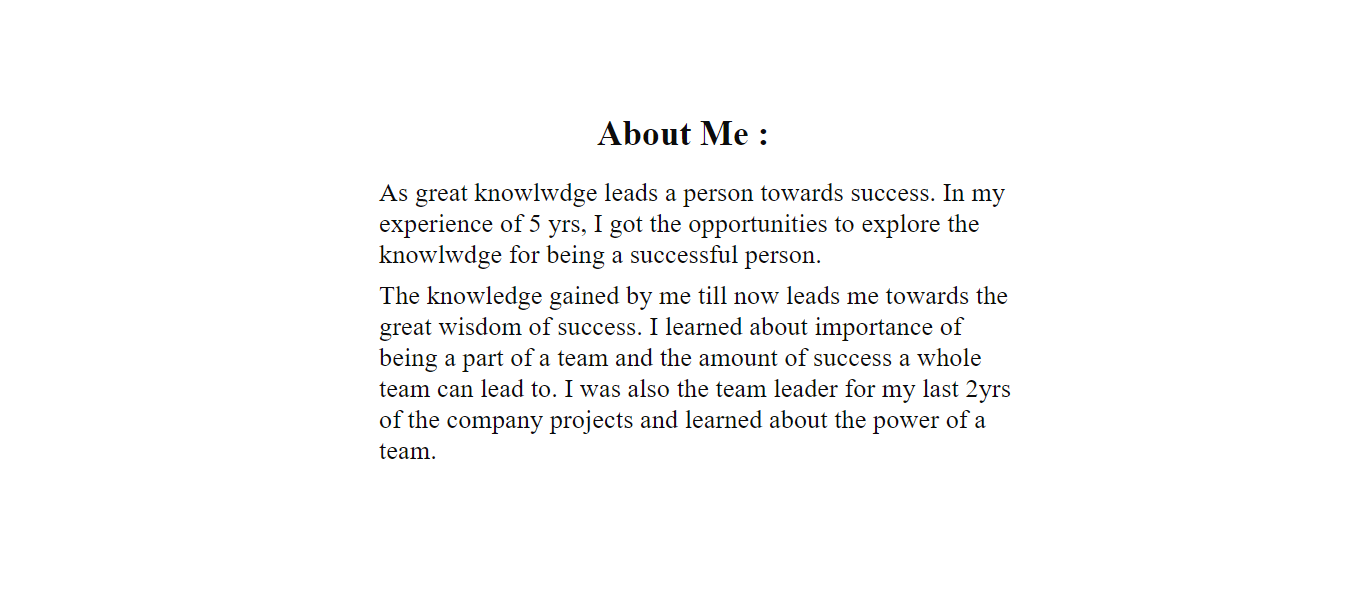 About Me :
As great knowlwdge leads a person towards success. In my
experience of 5 yrs, I got the opportunities to explore the
knowlwdge for being a successful person.
The knowledge gained by me till now leads me towards the
great wisdom of success. I learned about importance of
being a part of a team and the amount of success a whole
team can lead to. I was also the team leader for my last 2yrs
of the company projects and learned about the power of a
team.